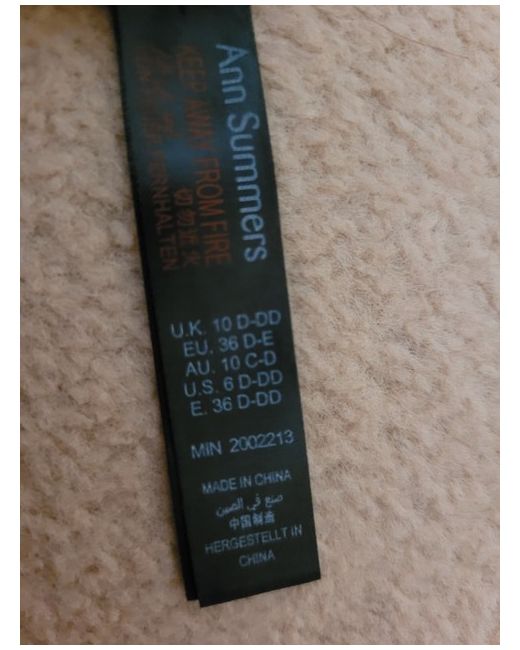 Ann Summers
KEEP AWAY FROM FIRE
切勿近火
FERNHALTEN
U.K. 10 D-DD
EU. 36 D-E
AU. 10 C-D
U.S. 6 D-DD
E. 36 D-DD
MIN 2002213
MADE IN CHINA
صنع في الصين
中国制造
HERGESTELLT IN
CHINA